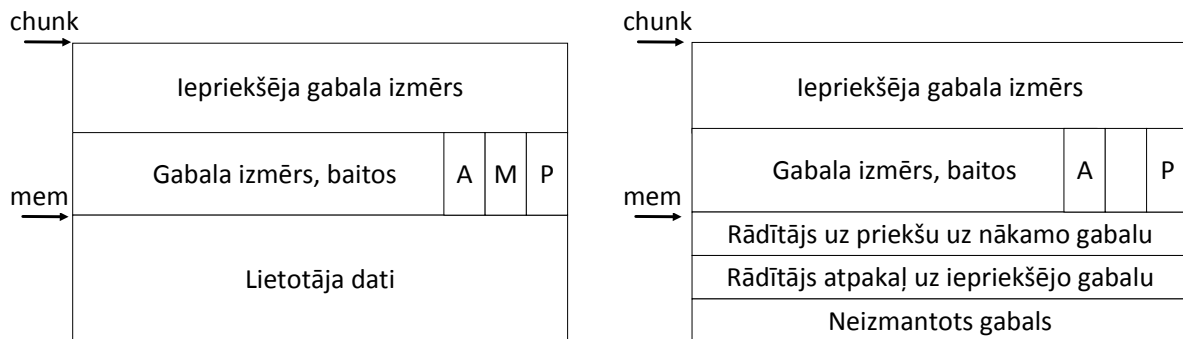 chunk
Iepriekšēja gabala izmērs
Gabala izmērs, baitos A M P
mem
Lietotāja dati
chunk
Iepriekšēja gabala izmērs
Gabala izmērs, baitos A P
mem
Rādītājs uz priekšu uz nākamo gabalu
Rādītājs atpakaļ uz iepriekšējo gabalu
Neizmantots gabals